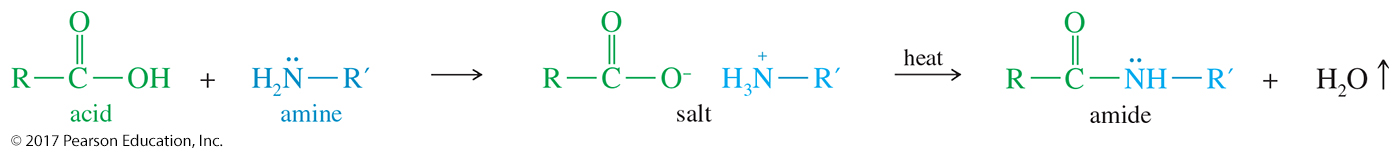 O O O
R—C—OH + H₂N̈—R′ ⟶ R—C—O⁻ H₃N⁺—R′ heat ⟶ R—C—N̈H—R′ + H₂O ↑
acid amine salt amide
© 2017 Pearson Education, Inc.